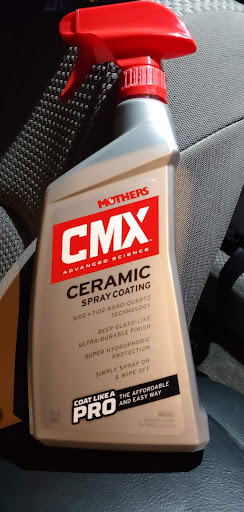 MOTHERS
CMX
ADVANCED SCIENCE
CERAMIC
SPRAY COATING
SiO2 + TiO2 NANO-QUARTZ
TECHNOLOGY
DEEP GLASS-LIKE
ULTRA-DURABLE FINISH
SUPER HYDROPHOBIC
PROTECTION
SIMPLY SPRAY ON
& WIPE OFF
COAT LIKE A
PRO
THE AFFORDABLE
AND EASY WAY